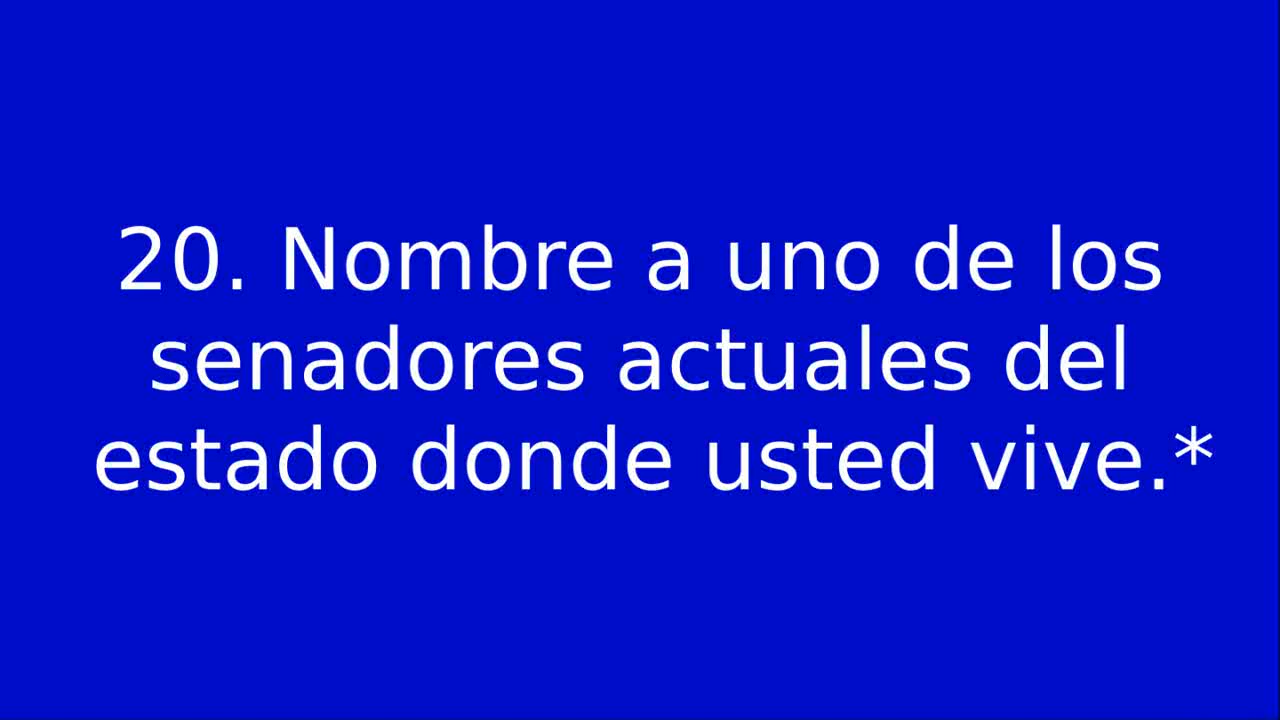 20. Nombre a uno de los
senadores actuales del
estado donde usted vive.*